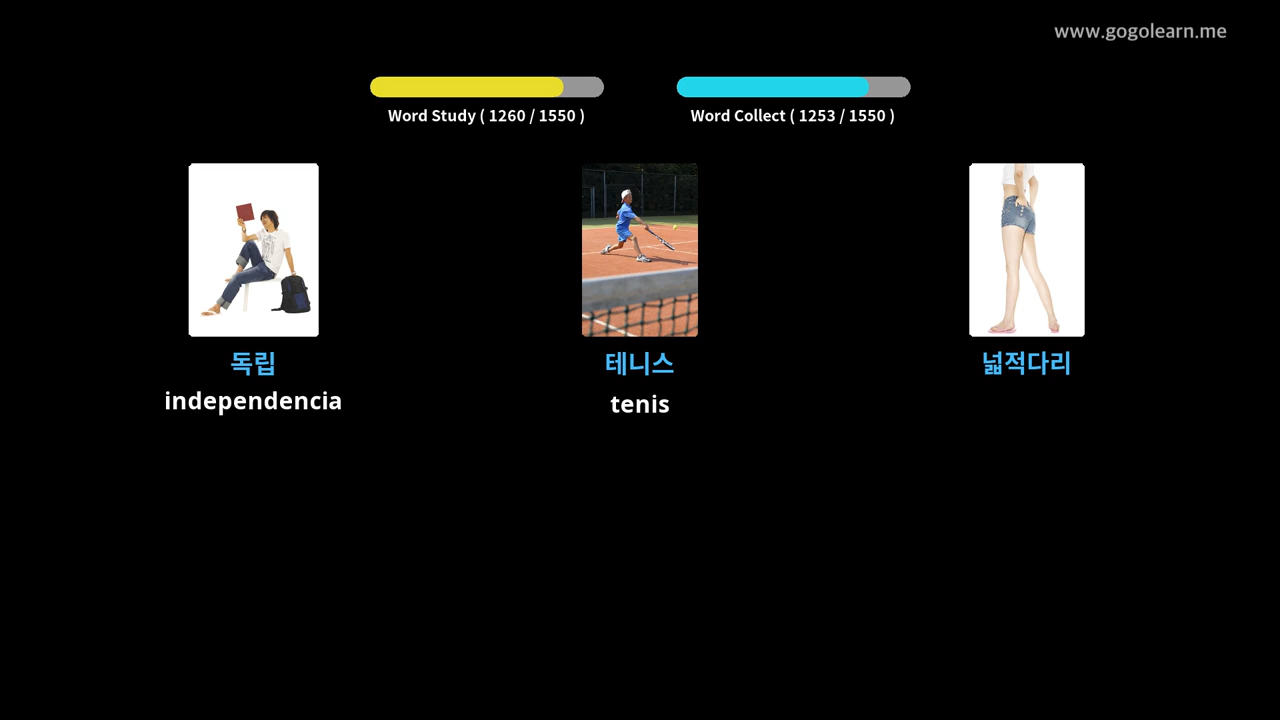 www.gogolearn.me
Word Study ( 1260 / 1550 )
Word Collect ( 1253 / 1550 )
독립
independencia
테니스
tenis
넓적다리